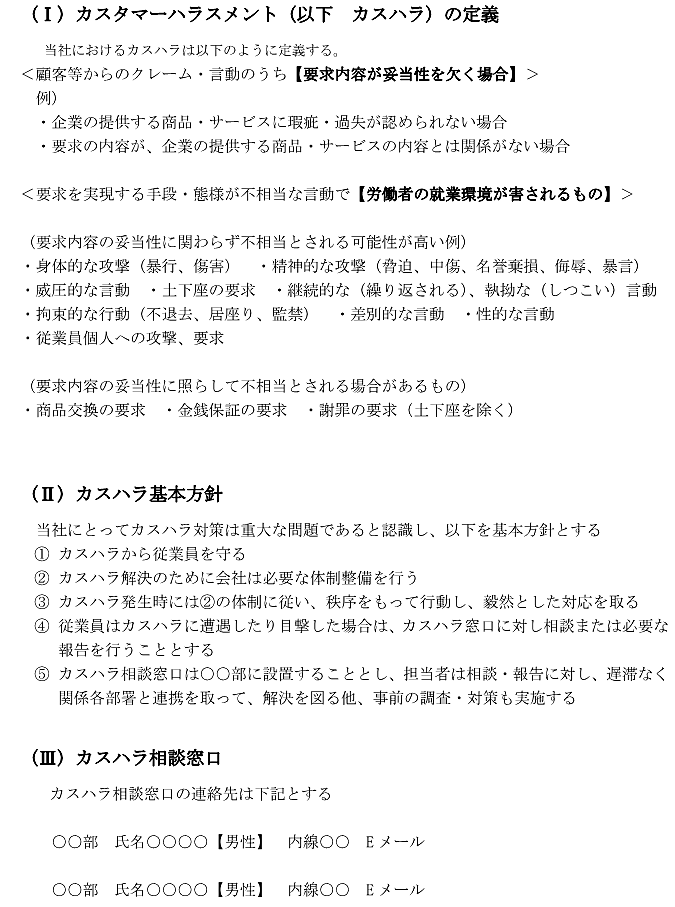 （Ⅰ）カスタマーハラスメント（以下　カスハラ）の定義
当社におけるカスハラは以下のように定義する。
＜顧客等からのクレーム・言動のうち【要求内容が妥当性を欠く場合】＞
例）
・企業の提供する商品・サービスに瑕疵・過失が認められない場合
・要求の内容が、企業の提供する商品・サービスの内容とは関係がない場合
＜要求を実現する手段・態様が不相当な言動で【労働者の就業環境が害されるもの】＞
（要求内容の妥当性に関わらず不相当とされる可能性が高い例）
・身体的な攻撃（暴行、傷害）　・精神的な攻撃（脅迫、中傷、名誉棄損、侮辱、暴言）
・威圧的な言動　・土下座の要求　・継続的な（繰り返される）、執拗な（しつこい）言動
・拘束的な行動（不退去、居座り、監禁）　・差別的な言動　・性的な言動
・従業員個人への攻撃、要求
（要求内容の妥当性に照らして不相当とされる場合があるもの）
・商品交換の要求　・金銭保証の要求　・謝罪の要求（土下座を除く）
（Ⅱ）カスハラ基本方針
当社にとってカスハラ対策は重大な問題であると認識し、以下を基本方針とする
① カスハラから従業員を守る
② カスハラ解決のために会社は必要な体制整備を行う
③ カスハラ発生時には②の体制に従い、秩序をもって行動し、毅然とした対応を取る
④ 従業員はカスハラに遭遇したり目撃した場合は、カスハラ窓口に対し相談または必要な
報告を行うこととする
⑤ カスハラ相談窓口は〇〇部に設置することとし、担当者は相談・報告に対し、遅滞なく
関係各部署と連携を取って、解決を図る他、事前の調査・対策も実施する
（Ⅲ）カスハラ相談窓口
カスハラ相談窓口の連絡先は下記とする
〇〇部　氏名〇〇〇〇【男性】　内線〇〇　Eメール
〇〇部　氏名〇〇〇〇【男性】　内線〇〇　Eメール